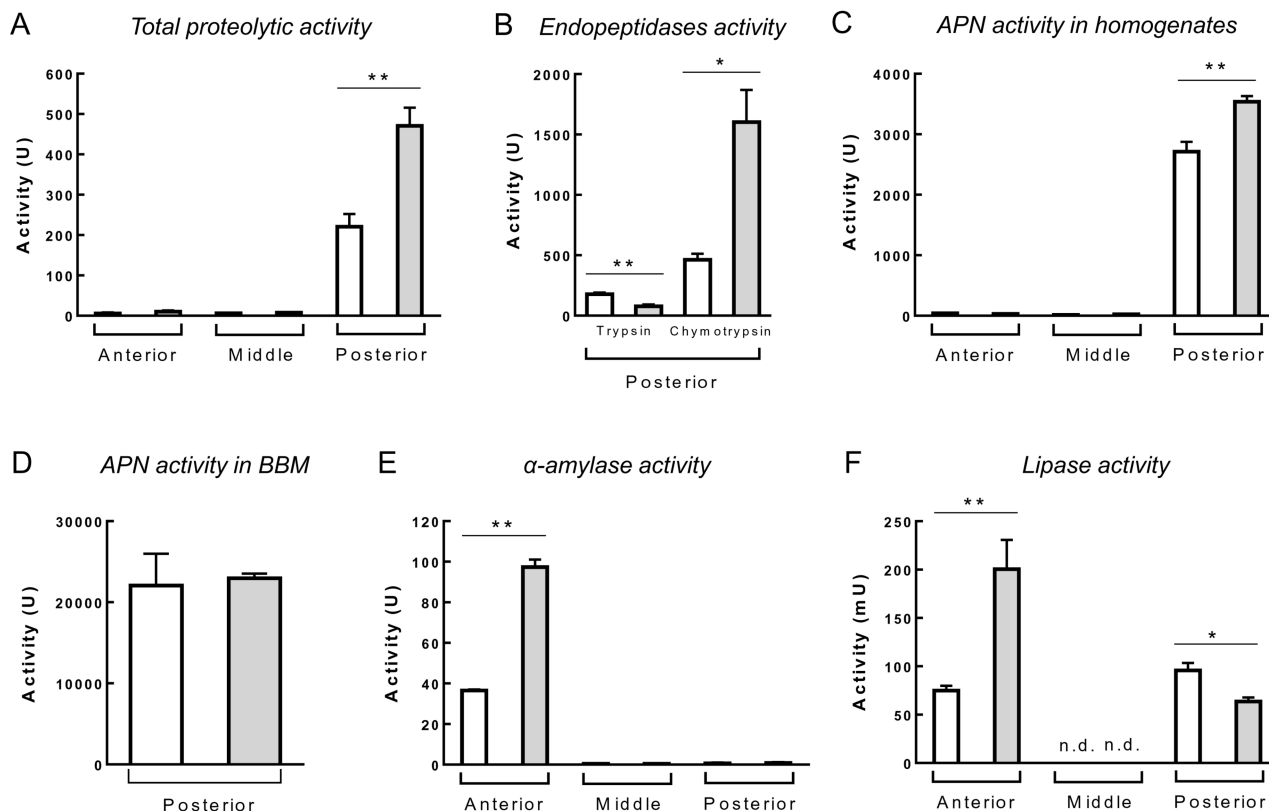 A
Total proteolytic activity
Activity (U)
600
500
400
300
200
100
0
**
Anterior
Middle
Posterior
B
Endopeptidases activity
Activity (U)
2000
1500
1000
500
0
**
*
Trypsin
Chymotrypsin
Posterior
C
APN activity in homogenates
Activity (U)
4000
3000
2000
1000
0
**
Anterior
Middle
Posterior
D
APN activity in BBM
Activity (U)
30000
20000
10000
0
Posterior
E
α-amylase activity
Activity (U)
120
100
80
60
40
20
0
**
Anterior
Middle
Posterior
F
Lipase activity
Activity (mU)
250
200
150
100
50
0
**
n.d. n.d.
*
Anterior
Middle
Posterior